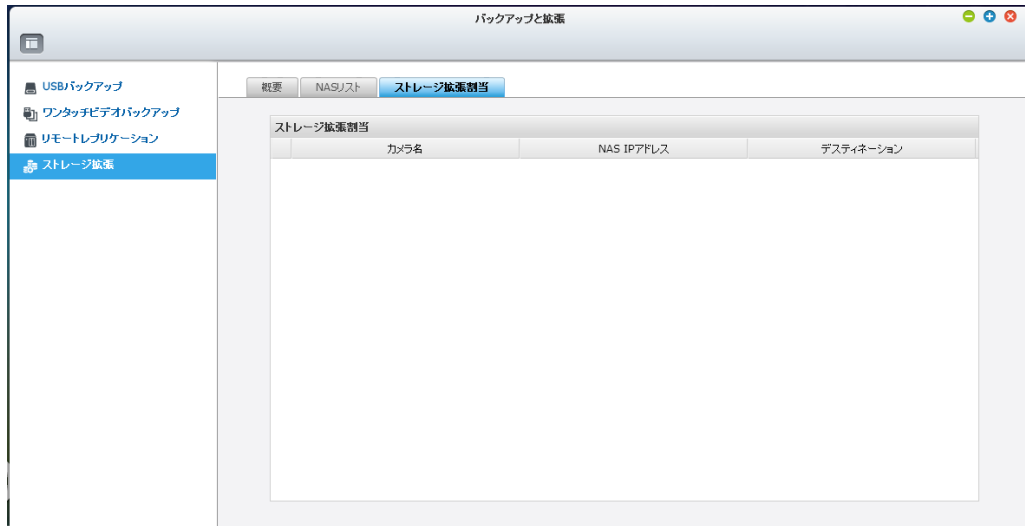 バックアップと拡張
USBバックアップ
ワンタッチビデオバックアップ
リモートレプリケーション
ストレージ拡張
概要 NASリスト ストレージ拡張割当
ストレージ拡張割当
カメラ名 NAS IPアドレス デスティネーション